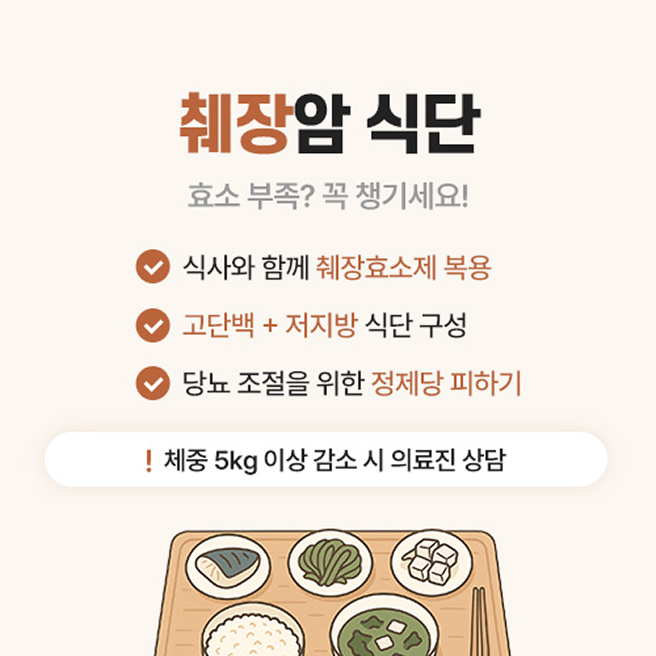 췌장암 식단
효소 부족? 꼭 챙기세요!
식사와 함께 췌장효소제 복용
고단백 + 저지방 식단 구성
당뇨 조절을 위한 정제당 피하기
! 체중 5kg 이상 감소 시 의료진 상담